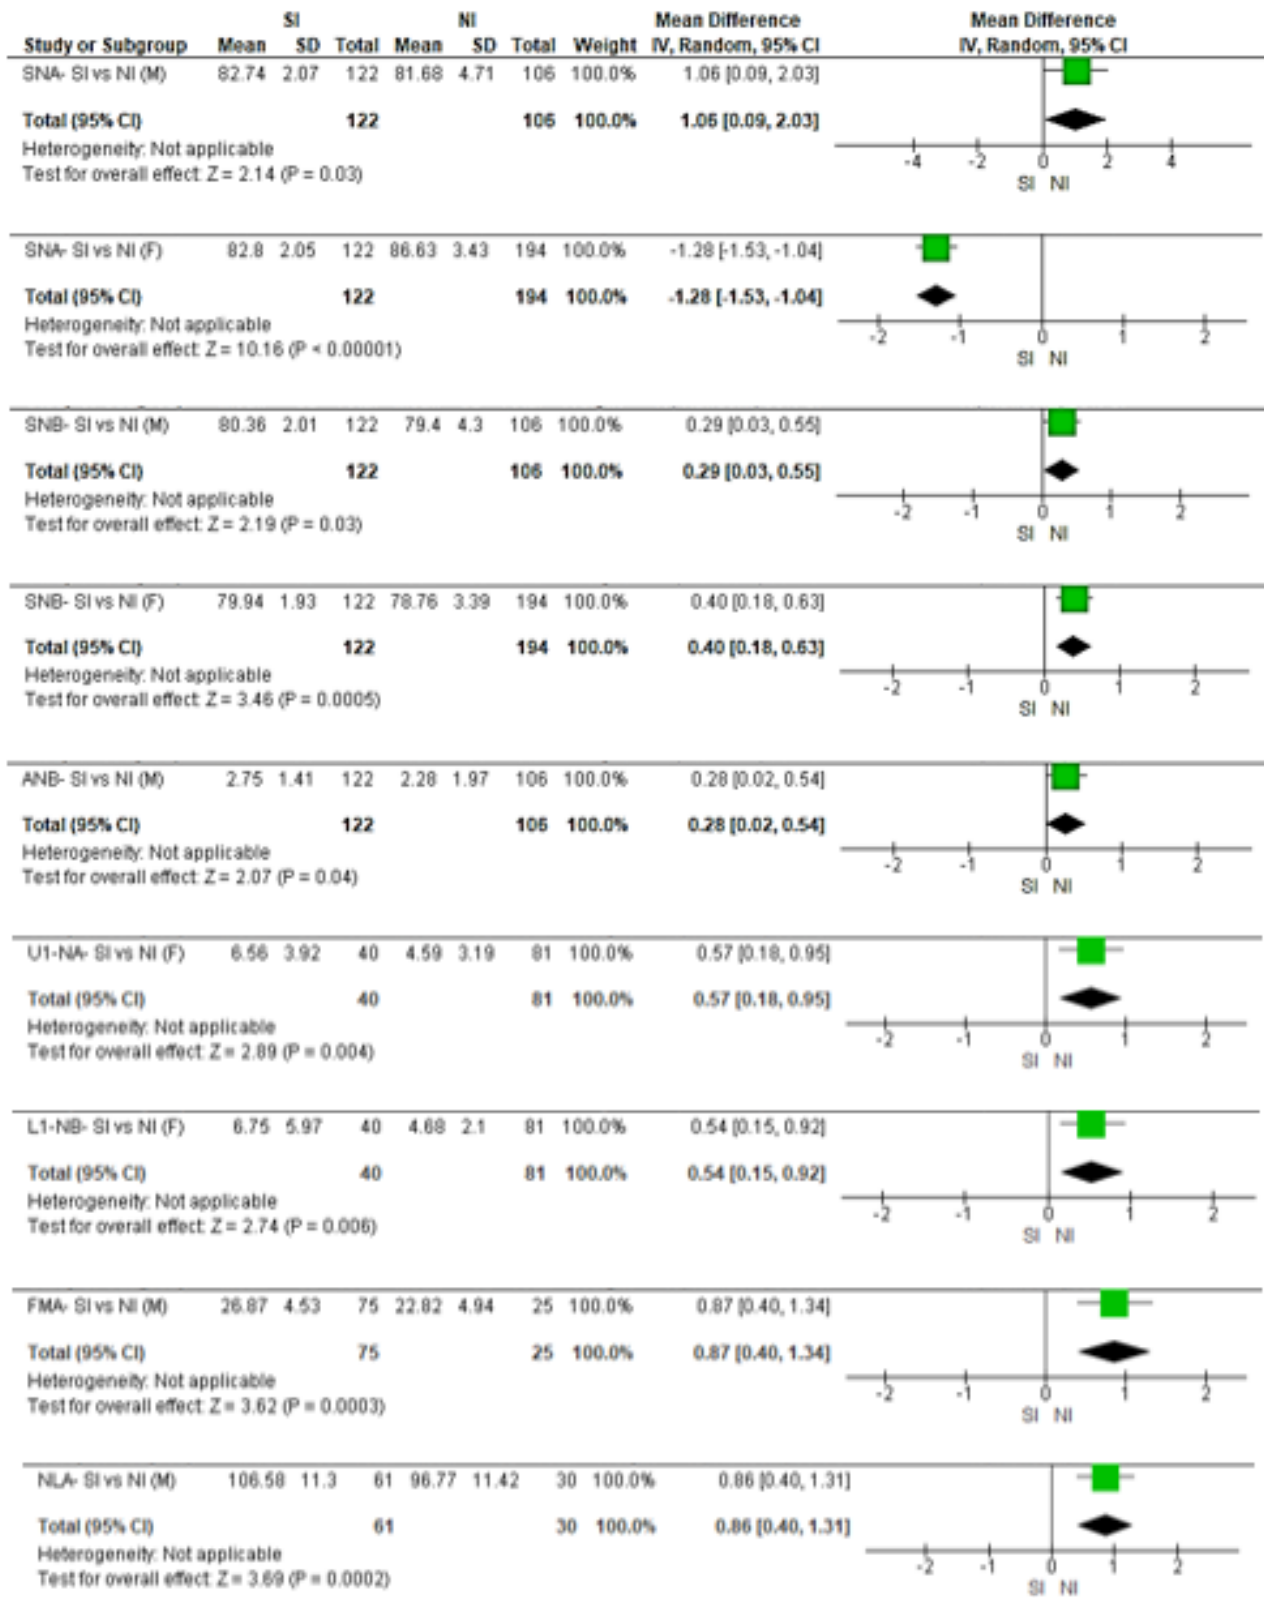 SI NI Mean Difference Mean Difference
Study or Subgroup Mean SD Total Mean SD Total Weight IV, Random, 95% CI IV, Random, 95% CI
SNA- SI vs NI (M) 82.74 2.07 122 81.68 4.71 106 100.0% 1.06 [0.09, 2.03]
Total (95% CI) 122 106 100.0% 1.06 [0.09, 2.03]
Heterogeneity: Not applicable
Test for overall effect: Z = 2.14 (P = 0.03)
-4 -2 0 2 4
SI NI
SNA- SI vs NI (F) 82.8 2.05 122 86.63 3.43 194 100.0% -1.28 [-1.53, -1.04]
Total (95% CI) 122 194 100.0% -1.28 [-1.53, -1.04]
Heterogeneity: Not applicable
Test for overall effect: Z = 10.16 (P < 0.00001)
-2 -1 0 1 2
SI NI
SNB- SI vs NI (M) 80.36 2.01 122 79.4 4.3 106 100.0% 0.29 [0.03, 0.55]
Total (95% CI) 122 106 100.0% 0.29 [0.03, 0.55]
Heterogeneity: Not applicable
Test for overall effect: Z = 2.19 (P = 0.03)
-2 -1 0 1 2
SI NI
SNB- SI vs NI (F) 79.94 1.93 122 78.76 3.39 194 100.0% 0.40 [0.18, 0.63]
Total (95% CI) 122 194 100.0% 0.40 [0.18, 0.63]
Heterogeneity: Not applicable
Test for overall effect: Z = 3.46 (P = 0.0005)
-2 -1 0 1 2
SI NI
ANB- SI vs NI (M) 2.75 1.41 122 2.28 1.97 106 100.0% 0.28 [0.02, 0.54]
Total (95% CI) 122 106 100.0% 0.28 [0.02, 0.54]
Heterogeneity: Not applicable
Test for overall effect: Z = 2.07 (P = 0.04)
-2 -1 0 1 2
SI NI
U1-NA- SI vs NI (F) 6.56 3.92 40 4.59 3.19 81 100.0% 0.57 [0.18, 0.95]
Total (95% CI) 40 81 100.0% 0.57 [0.18, 0.95]
Heterogeneity: Not applicable
Test for overall effect: Z = 2.89 (P = 0.004)
-2 -1 0 1 2
SI NI
L1-NB- SI vs NI (F) 6.75 5.97 40 4.68 2.1 81 100.0% 0.54 [0.15, 0.92]
Total (95% CI) 40 81 100.0% 0.54 [0.15, 0.92]
Heterogeneity: Not applicable
Test for overall effect: Z = 2.74 (P = 0.006)
-2 -1 0 1 2
SI NI
FMA- SI vs NI (M) 26.87 4.53 75 22.82 4.94 25 100.0% 0.87 [0.40, 1.34]
Total (95% CI) 75 25 100.0% 0.87 [0.40, 1.34]
Heterogeneity: Not applicable
Test for overall effect: Z = 3.62 (P = 0.0003)
-2 -1 0 1 2
SI NI
NLA- SI vs NI (M) 106.58 11.3 61 96.77 11.42 30 100.0% 0.86 [0.40, 1.31]
Total (95% CI) 61 30 100.0% 0.86 [0.40, 1.31]
Heterogeneity: Not applicable
Test for overall effect: Z = 3.69 (P = 0.0002)
-2 -1 0 1 2
SI NI